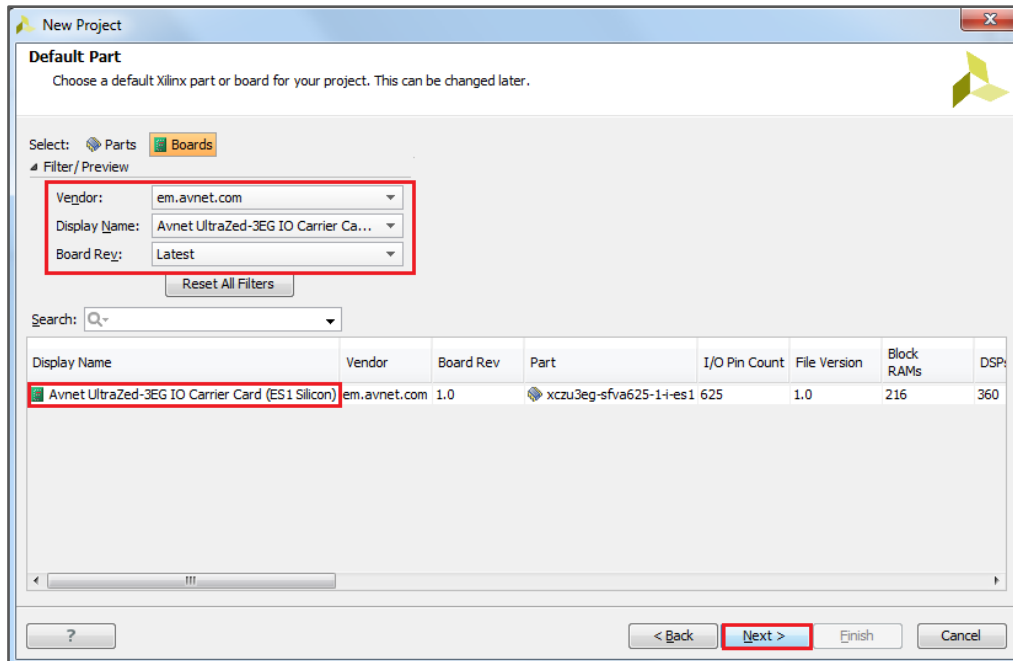 New Project
Default Part
Choose a default Xilinx part or board for your project. This can be changed later.
Select: Parts Boards
Filter/Preview
Vendor: em.avnet.com
Display Name: Avnet UltraZed-3EG IO Carrier Ca...
Board Rev: Latest
Reset All Filters
Search:
Display Name Vendor Board Rev Part I/O Pin Count File Version Block RAMs DSPs
Avnet UltraZed-3EG IO Carrier Card (ES1 Silicon) em.avnet.com 1.0 xczu3eg-sfva625-1-i-es1 625 1.0 216 360
? < Back Next > Finish Cancel